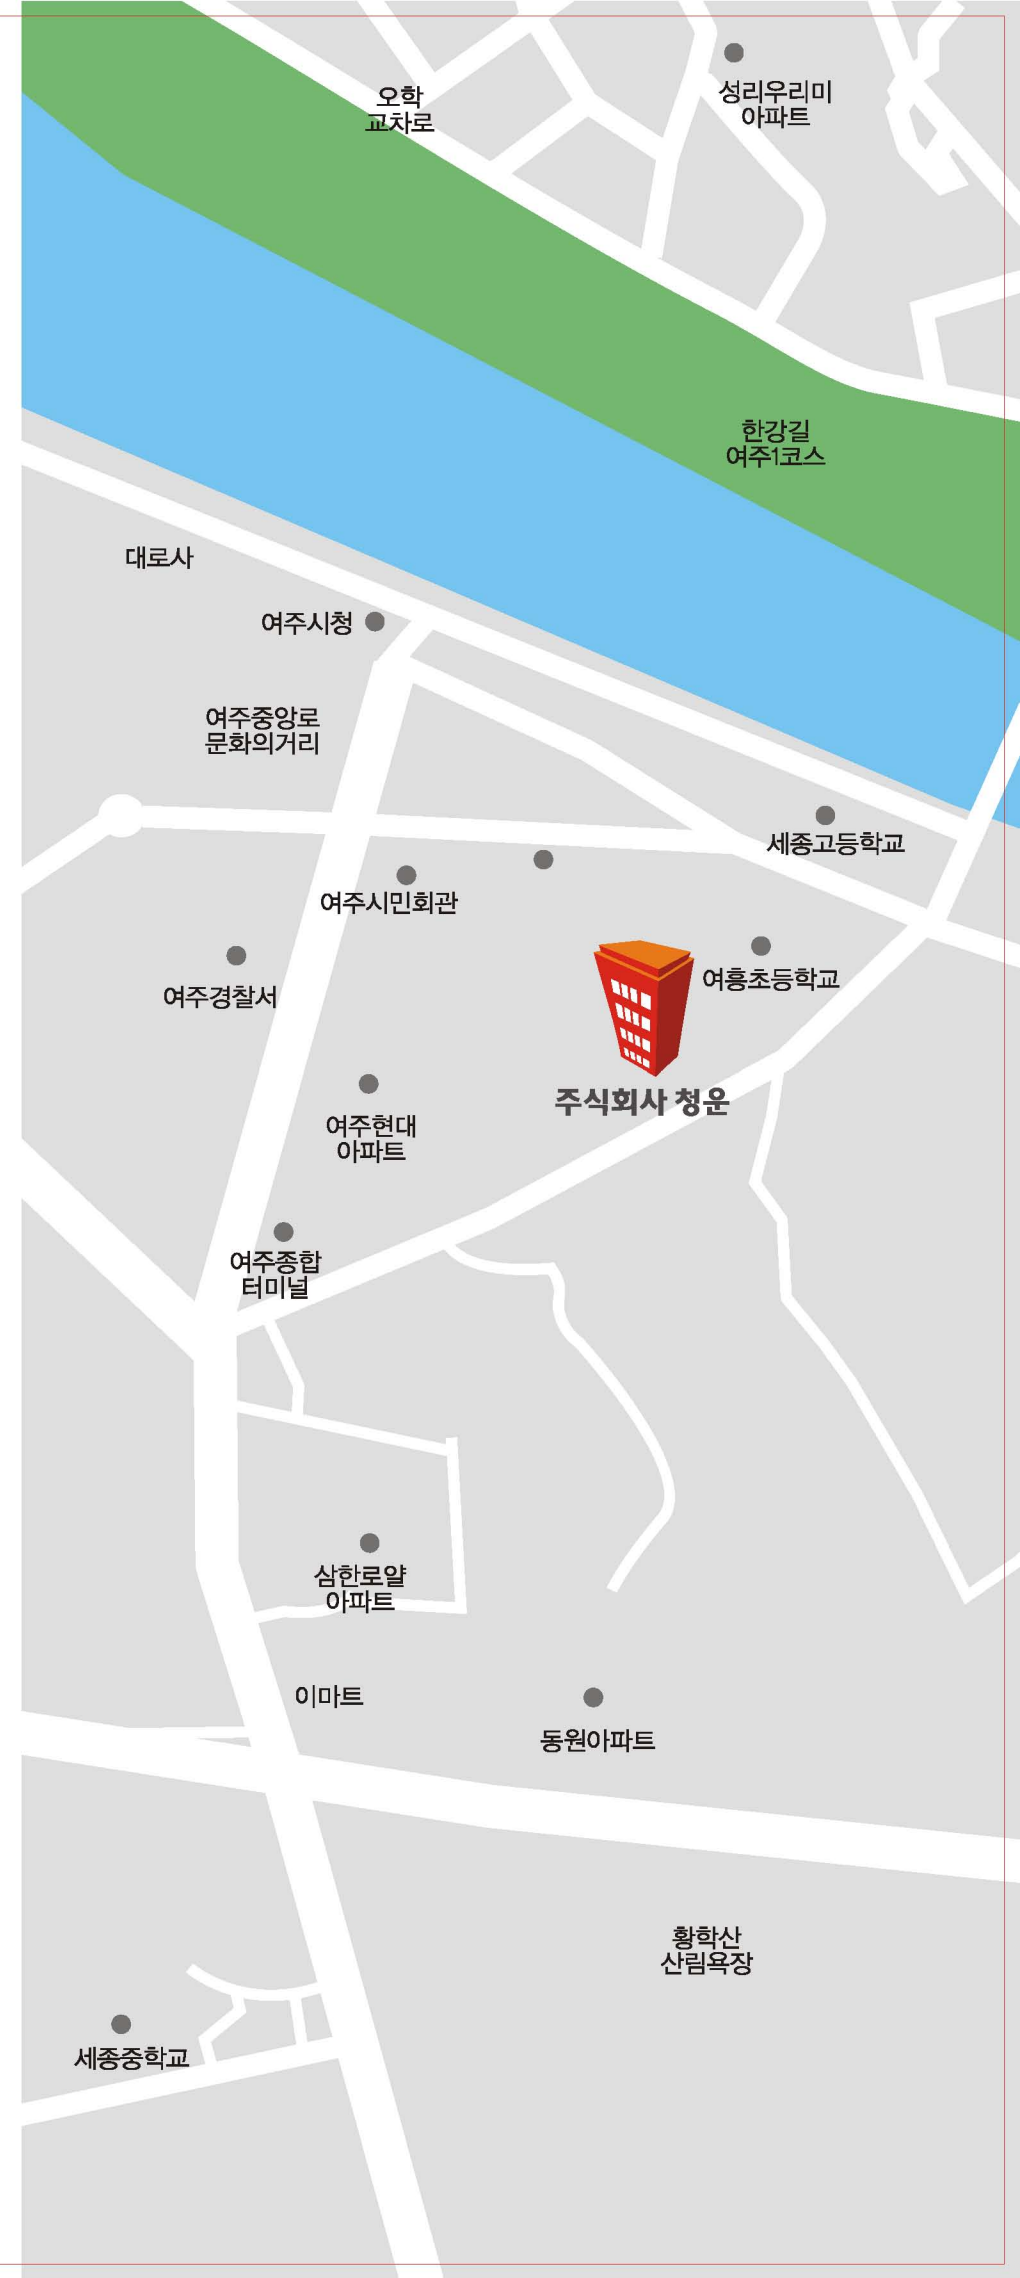 성리우리미
아파트
오학
교차로
한강길
여주1코스
대로사
여주시청
여주중앙로
문화의거리
세종고등학교
여주시민회관
여흥초등학교
여주경찰서
주식회사 청운
여주현대
아파트
여주종합
터미널
삼한로얄
아파트
이마트
동원아파트
황학산
산림욕장
세종중학교